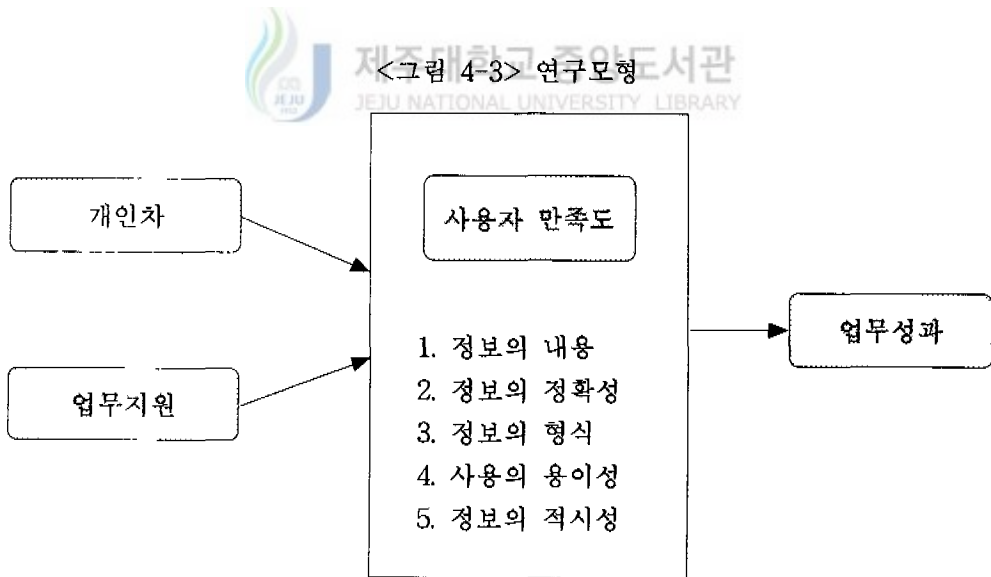 제주대학교 중앙도서관
JEJU NATIONAL UNIVERSITY LIBRARY
JEJU
1952
<그림 4-3> 연구모형
개인차
업무지원
사용자 만족도
1. 정보의 내용
2. 정보의 정확성
3. 정보의 형식
4. 사용의 용이성
5. 정보의 적시성
업무성과